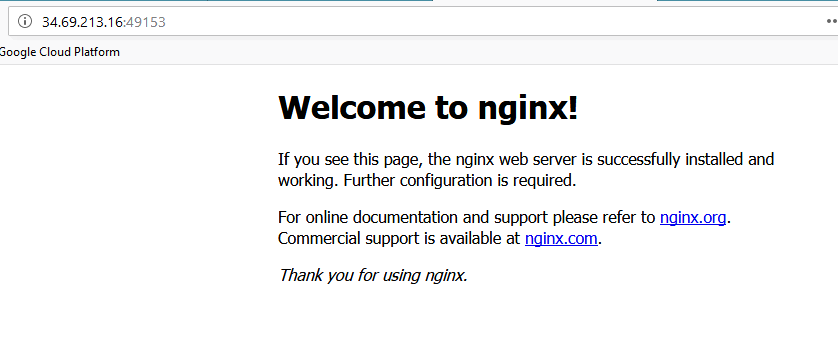 34.69.213.16:49153
Google Cloud Platform
Welcome to nginx!
If you see this page, the nginx web server is successfully installed and
working. Further configuration is required.
For online documentation and support please refer to nginx.org.
Commercial support is available at nginx.com.
Thank you for using nginx.